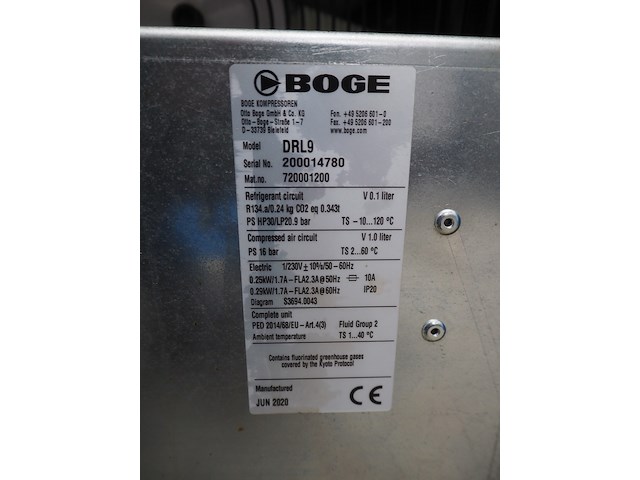 BOGE
BOGE KOMPRESSOREN
Otto Boge GmbH & Co. KG Fon. +49 5206 601-0
Otto-Boge-Straße 1-7 Fax. +49 5206 601-200
D-33739 Bielefeld www.boge.com
Model DRL9
Serial No. 200014780
Mat.no. 720001200
Refrigerant circuit V 0.1 liter
R134.a/0.24 kg CO2 eq 0.343t
PS HP30/LP20.9 bar TS -10...120 °C
Compressed air circuit V 1.0 liter
PS 16 bar TS 2...60 °C
Electric 1/230V±10%/50-60Hz
0.25kW/1.7A-FLA2.3A@50Hz 10A
0.29kW/1.7A-FLA2.3A@60Hz IP20
Diagram S3694.0043
Complete unit
PED 2014/68/EU-Art.4(3) Fluid Group 2
Ambient temperature TS 1...40 °C
Contains fluorinated greenhouse gases
covered by the Kyoto Protocol
Manufactured
JUN 2020 CE